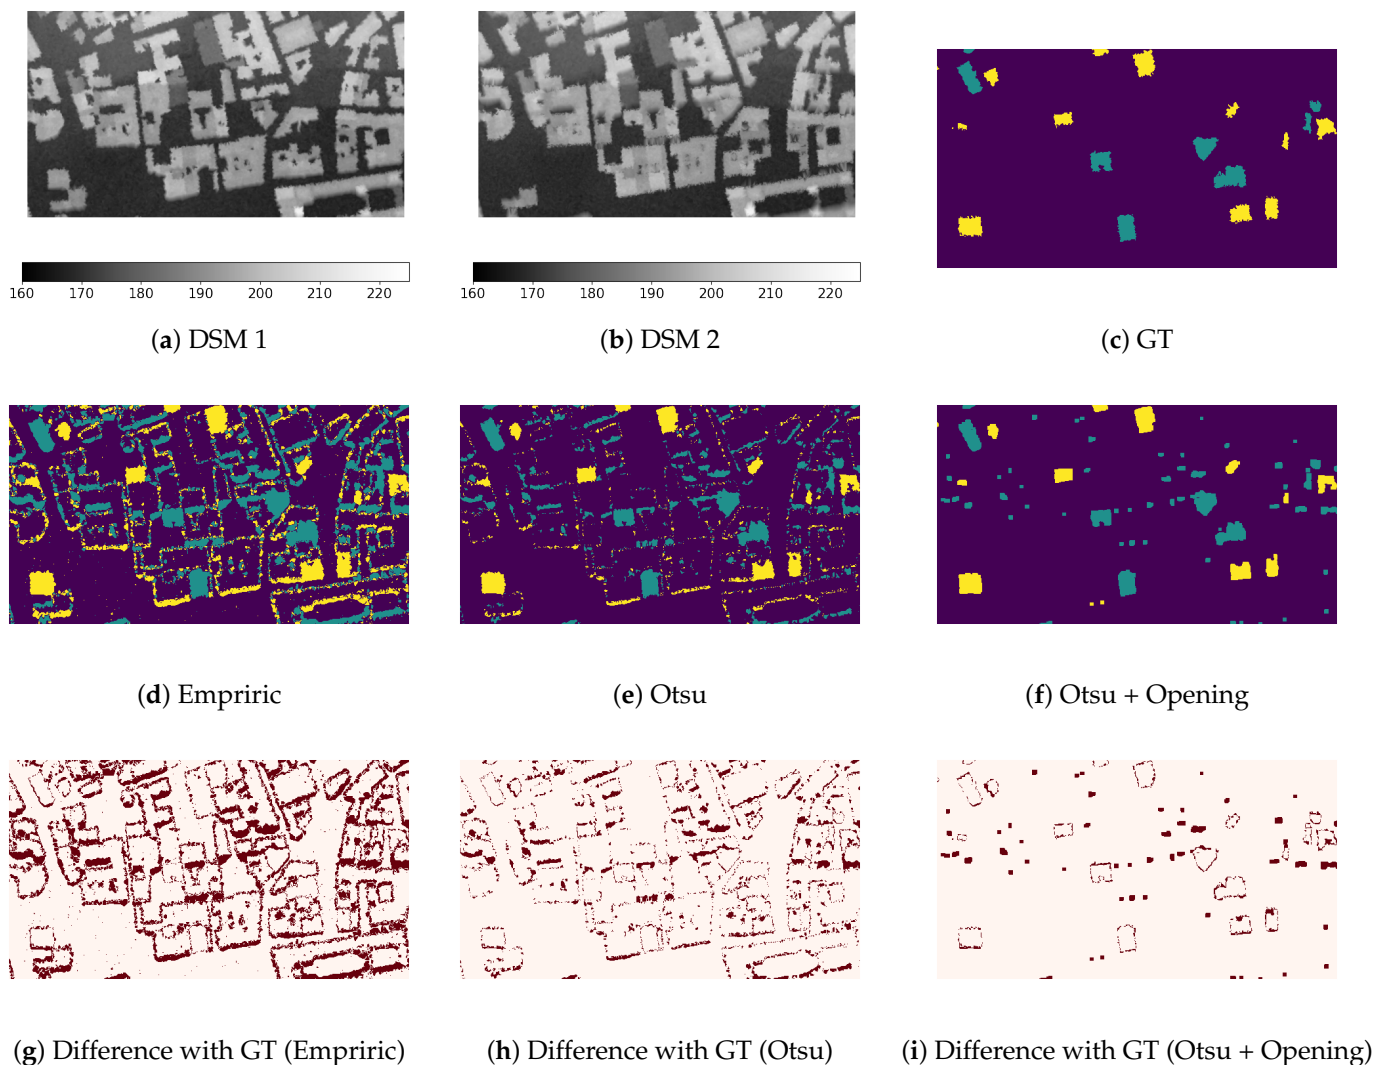 160 170 180 190 200 210 220
160 170 180 190 200 210 220
(a) DSM 1
(b) DSM 2
(c) GT
(d) Empriric
(e) Otsu
(f) Otsu + Opening
(g) Difference with GT (Empriric)
(h) Difference with GT (Otsu)
(i) Difference with GT (Otsu + Opening)